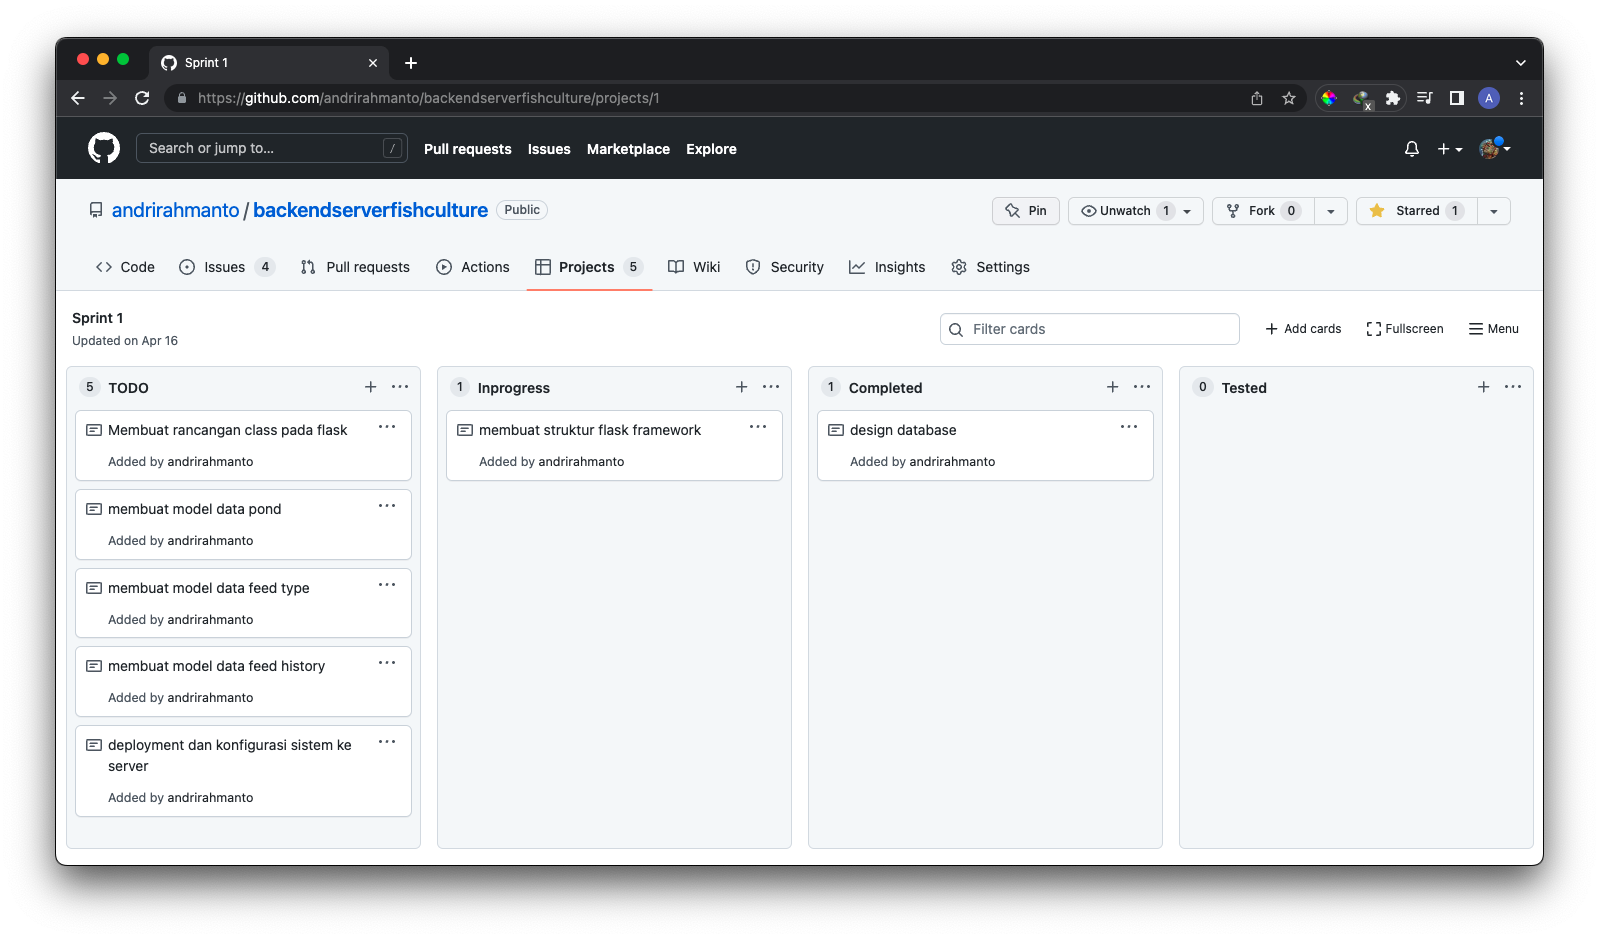 Sprint 1
https://github.com/andrirahmanto/backendserverfishculture/projects/1
x
A
Search or jump to...
/
Pull requests
Issues
Marketplace
Explore
andrirahmanto / backendserverfishculture
Public
Pin
Unwatch 1
Fork 0
Starred 1
Code
Issues 4
Pull requests
Actions
Projects 5
Wiki
Security
Insights
Settings
Sprint 1
Updated on Apr 16
Filter cards
Add cards
Fullscreen
Menu
5 TODO
Membuat rancangan class pada flask
Added by andrirahmanto
membuat model data pond
Added by andrirahmanto
membuat model data feed type
Added by andrirahmanto
membuat model data feed history
Added by andrirahmanto
deployment dan konfigurasi sistem ke
server
Added by andrirahmanto
1 Inprogress
membuat struktur flask framework
Added by andrirahmanto
1 Completed
design database
Added by andrirahmanto
0 Tested